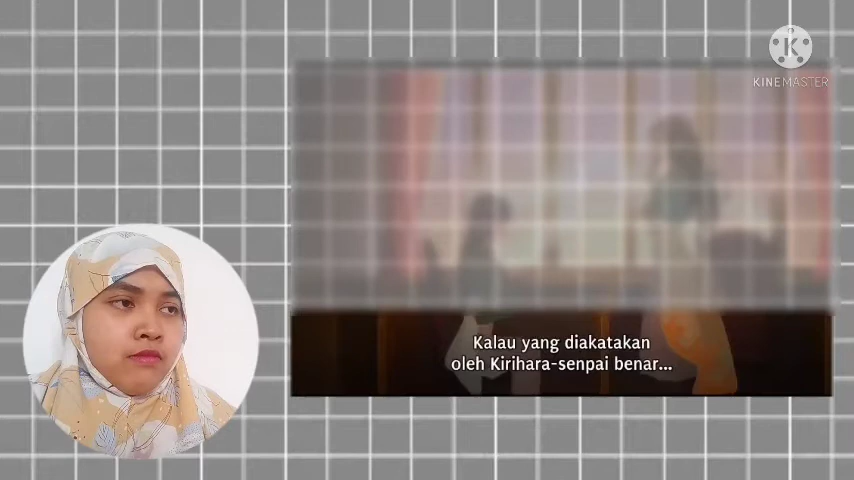 K
KINEMASTER
Kalau yang diakatakan
oleh Kirihara-senpai benar...